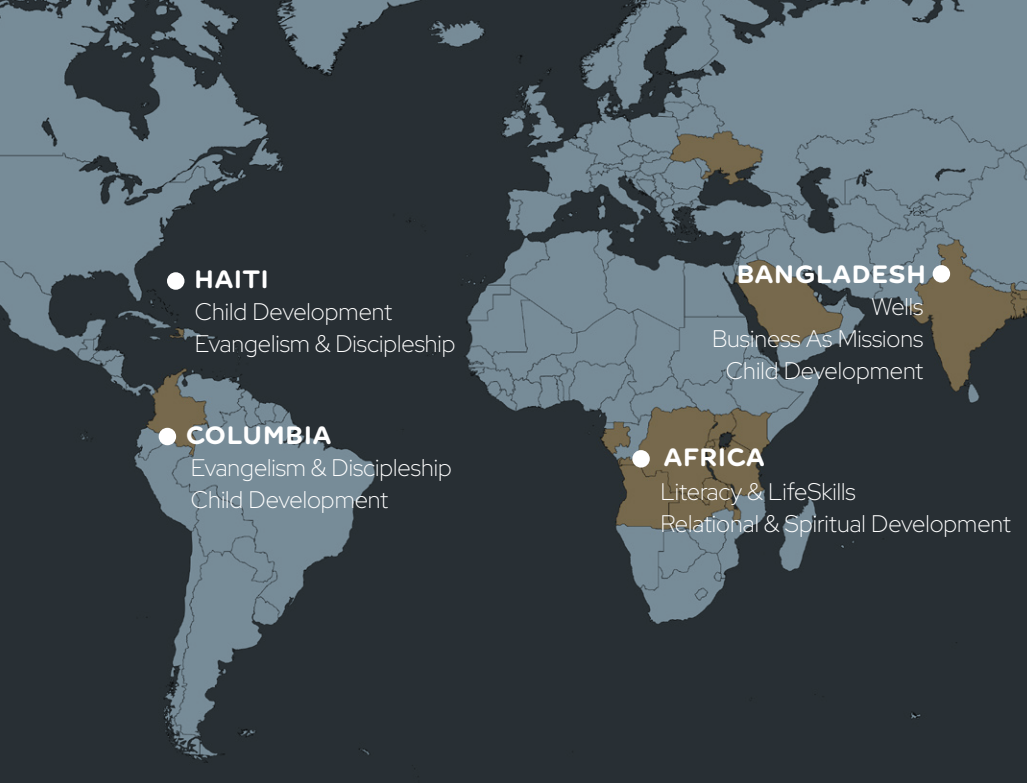 HAITI
Child Development
Evangelism & Discipleship
BANGLADESH
Wells
Business As Missions
Child Development
COLUMBIA
Evangelism & Discipleship
Child Development
AFRICA
Literacy & LifeSkills
Relational & Spiritual Development